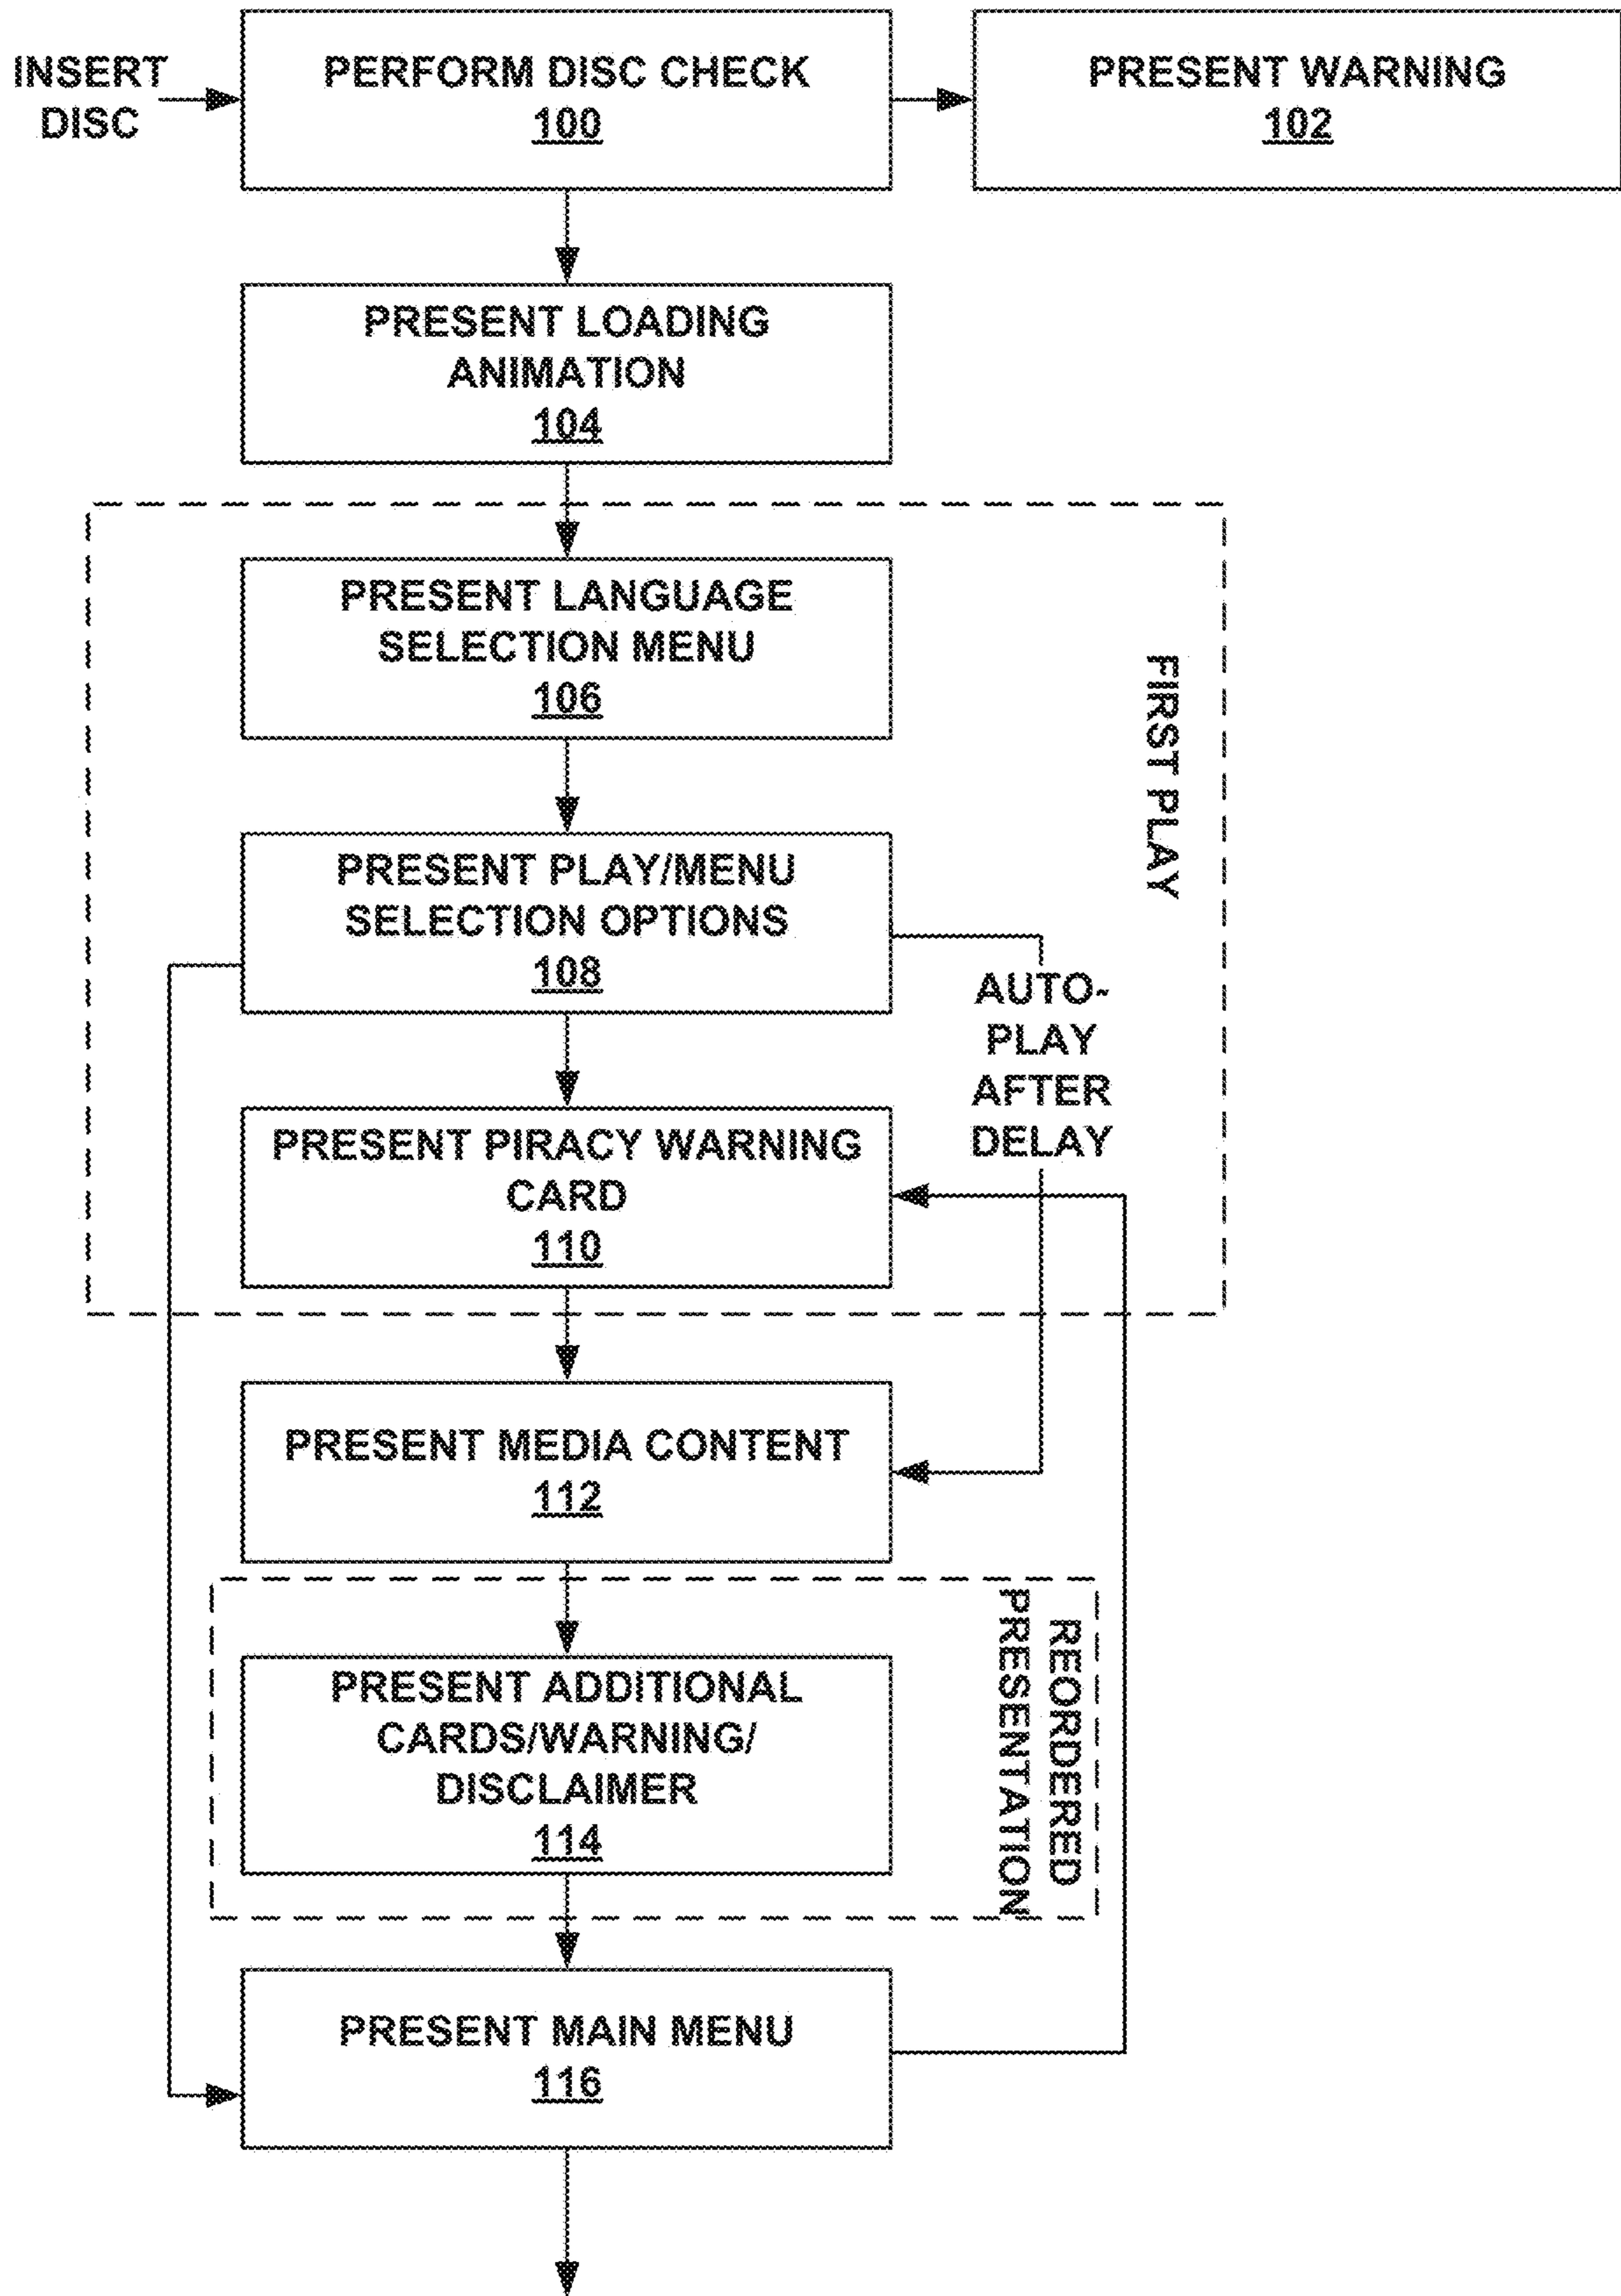 INSERT
DISC
PERFORM DISC CHECK
100
PRESENT WARNING
102
PRESENT LOADING
ANIMATION
104
PRESENT LANGUAGE
SELECTION MENU
106
FIRST PLAY
PRESENT PLAY/MENU
SELECTION OPTIONS
108
AUTO-
PLAY
AFTER
DELAY
PRESENT PIRACY WARNING
CARD
110
PRESENT MEDIA CONTENT
112
PRESENT ADDITIONAL
CARDS/WARNING/
DISCLAIMER
114
REORDERED
PRESENTATION
PRESENT MAIN MENU
116